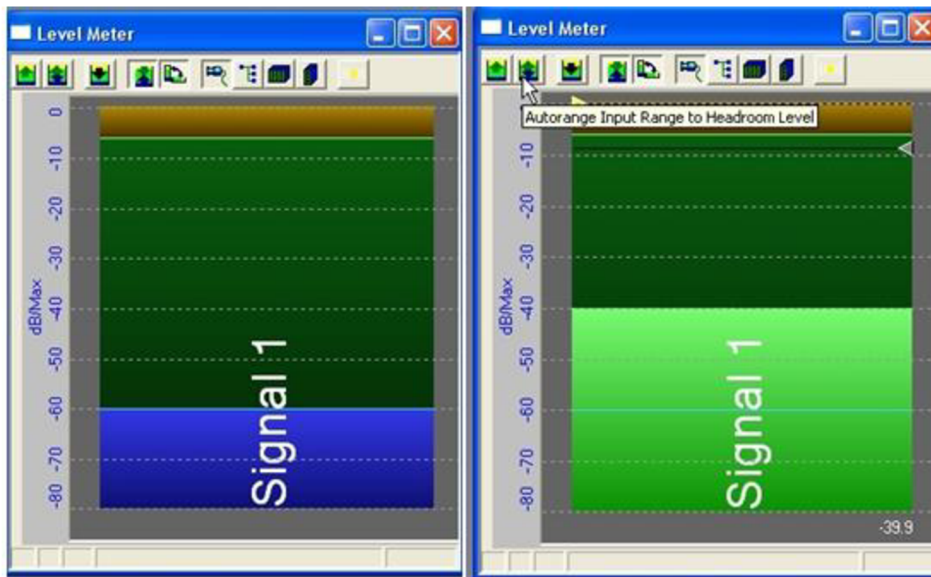 Level Meter
0
-10
-20
-30
-40
-50
-60
-70
-80
dB/Max
Signal 1
Level Meter
Autorange Input Range to Headroom Level
-10
-20
-30
-40
-50
-60
-70
-80
dB/Max
Signal 1
-39.9